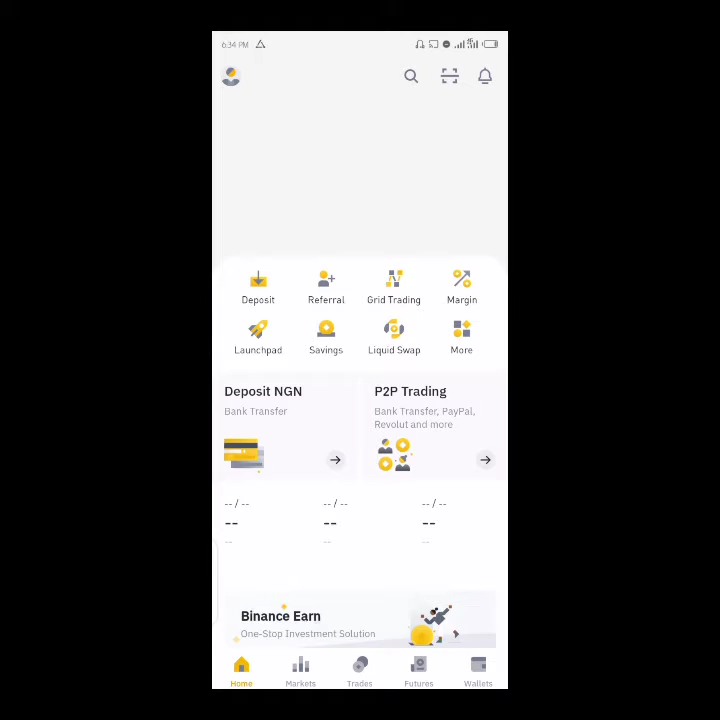 6:34 PM
4G
Deposit
Referral
Grid Trading
Margin
Launchpad
Savings
Liquid Swap
More
Deposit NGN
Bank Transfer
P2P Trading
Bank Transfer, PayPal,
Revolut and more
-- / --
-- / --
-- / --
--
--
--
--
--
--
Binance Earn
One-Stop Investment Solution
Home
Markets
Trades
Futures
Wallets